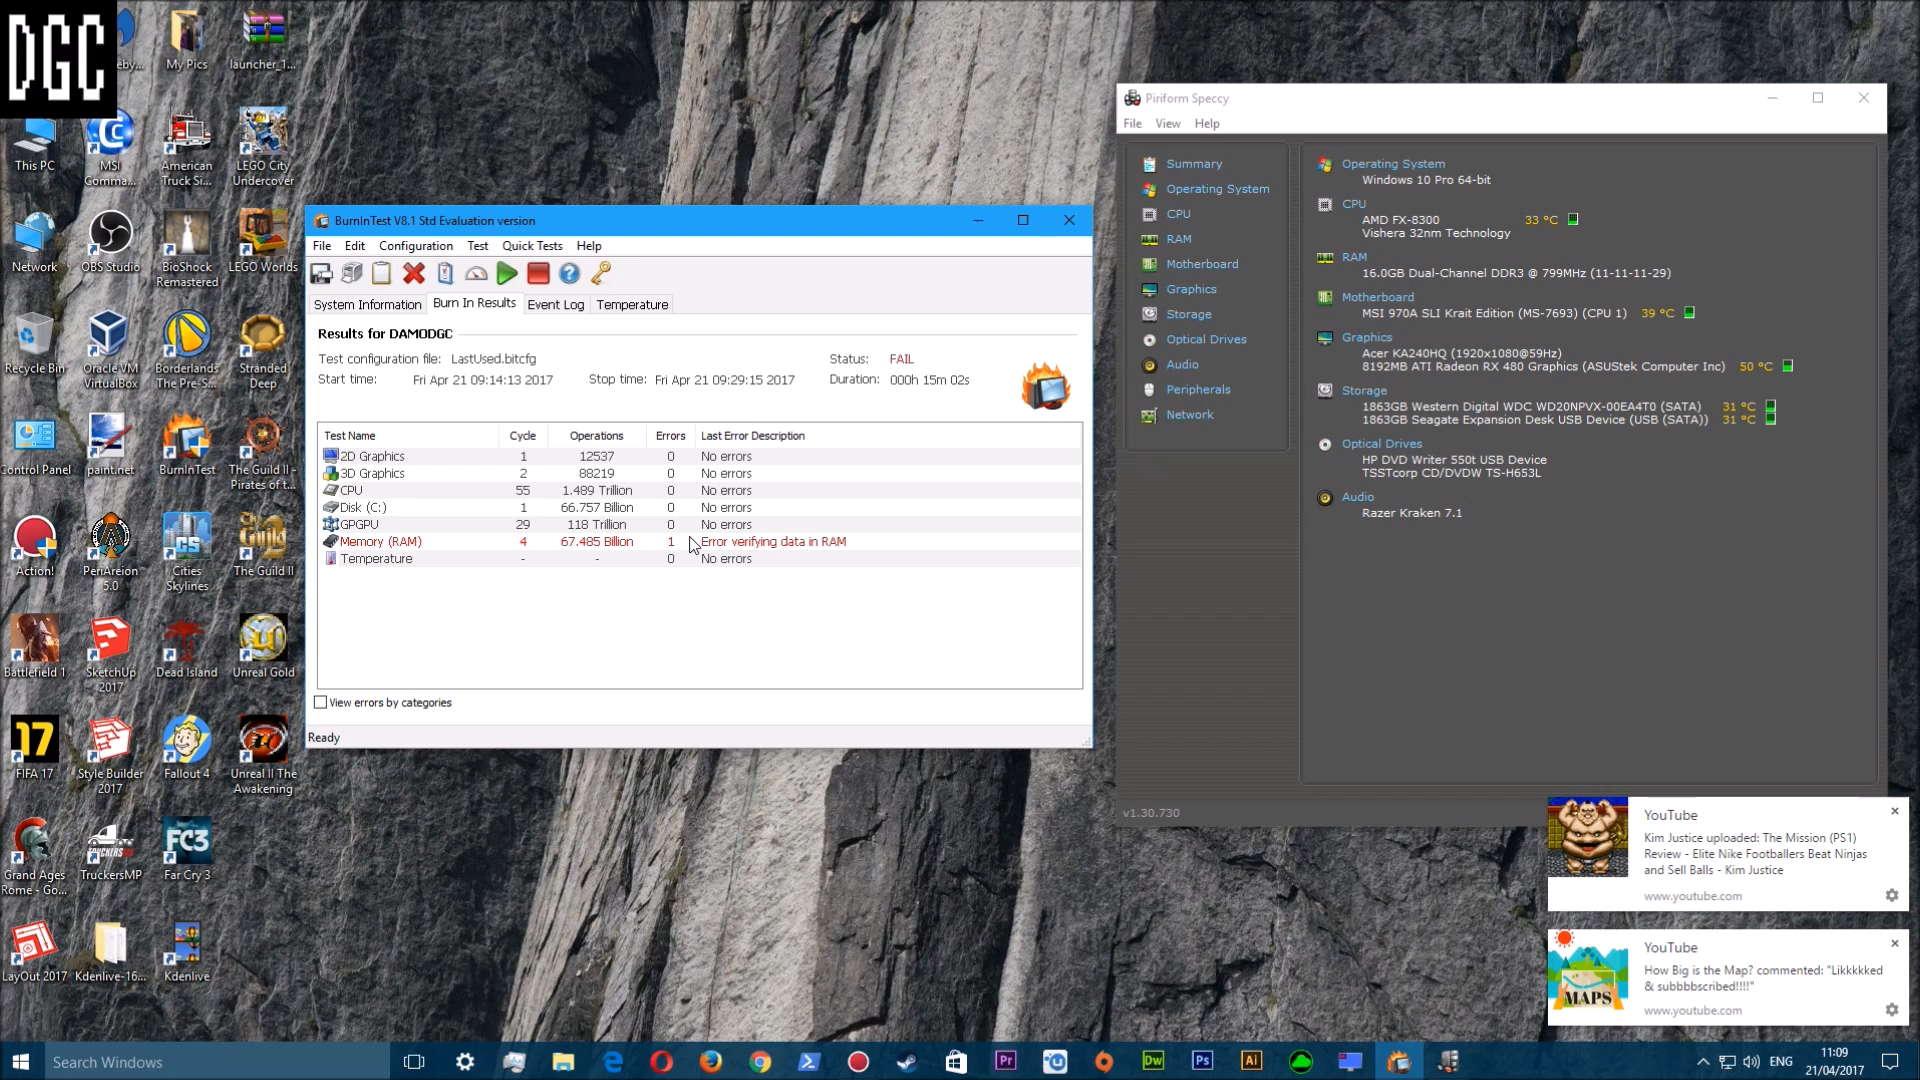 DGC
eby...
My Pics
launcher_1...
This PC
MSI
Comma...
American
Truck Si...
LEGO City
Undercover
Network
OBS Studio
BioShock
Remastered
LEGO Worlds
Recycle Bin
Oracle VM
VirtualBox
Borderlands
The Pre-S...
Stranded
Deep
Control Panel
paint.net
BurnInTest
The Guild II -
Pirates of t...
Action!
PeriAreion
5.0
Cities
Skylines
The Guild II
Battlefield 1
SketchUp
2017
Dead Island
Unreal Gold
17
FIFA 17
Style Builder
2017
Fallout 4
Unreal II The
Awakening
Grand Ages
Rome - Go...
TRUCKERSMP
TruckersMP
FC3
Far Cry 3
LayOut 2017
Kdenlive-16...
Kdenlive
BurnInTest V8.1 Std Evaluation version
File Edit Configuration Test Quick Tests Help
System Information Burn In Results Event Log Temperature
Results for DAMODGC
Test configuration file: LastUsed.bitcfg Status: FAIL
Start time: Fri Apr 21 09:14:13 2017 Stop time: Fri Apr 21 09:29:15 2017 Duration: 000h 15m 02s
Test Name Cycle Operations Errors Last Error Description
2D Graphics 1 12537 0 No errors
3D Graphics 2 88219 0 No errors
CPU 55 1.489 Trillion 0 No errors
Disk (C:) 1 66.757 Billion 0 No errors
GPGPU 29 118 Trillion 0 No errors
Memory (RAM) 4 67.485 Billion 1 Error verifying data in RAM
Temperature - - 0 No errors
View errors by categories
Ready
Piriform Speccy
File View Help
Summary
Operating System
CPU
RAM
Motherboard
Graphics
Storage
Optical Drives
Audio
Peripherals
Network
Operating System
Windows 10 Pro 64-bit
CPU
AMD FX-8300 33 °C
Vishera 32nm Technology
RAM
16.0GB Dual-Channel DDR3 @ 799MHz (11-11-11-29)
Motherboard
MSI 970A SLI Krait Edition (MS-7693) (CPU 1) 39 °C
Graphics
Acer KA240HQ (1920x1080@59Hz)
8192MB ATI Radeon RX 480 Graphics (ASUStek Computer Inc) 50 °C
Storage
1863GB Western Digital WDC WD20NPVX-00EA4T0 (SATA) 31 °C
1863GB Seagate Expansion Desk USB Device (USB (SATA)) 31 °C
Optical Drives
HP DVD Writer 550t USB Device
TSSTcorp CD/DVDW TS-H653L
Audio
Razer Kraken 7.1
v1.30.730
YouTube
Kim Justice uploaded: The Mission (PS1)
Review - Elite Nike Footballers Beat Ninjas
and Sell Balls - Kim Justice
www.youtube.com
YouTube
How Big is the Map? commented: "Likkkkked
& subbbbscribed!!!!"
www.youtube.com
MAPS
Search Windows
Pr
Dw
Ps
Ai
ENG
11:09
21/04/2017